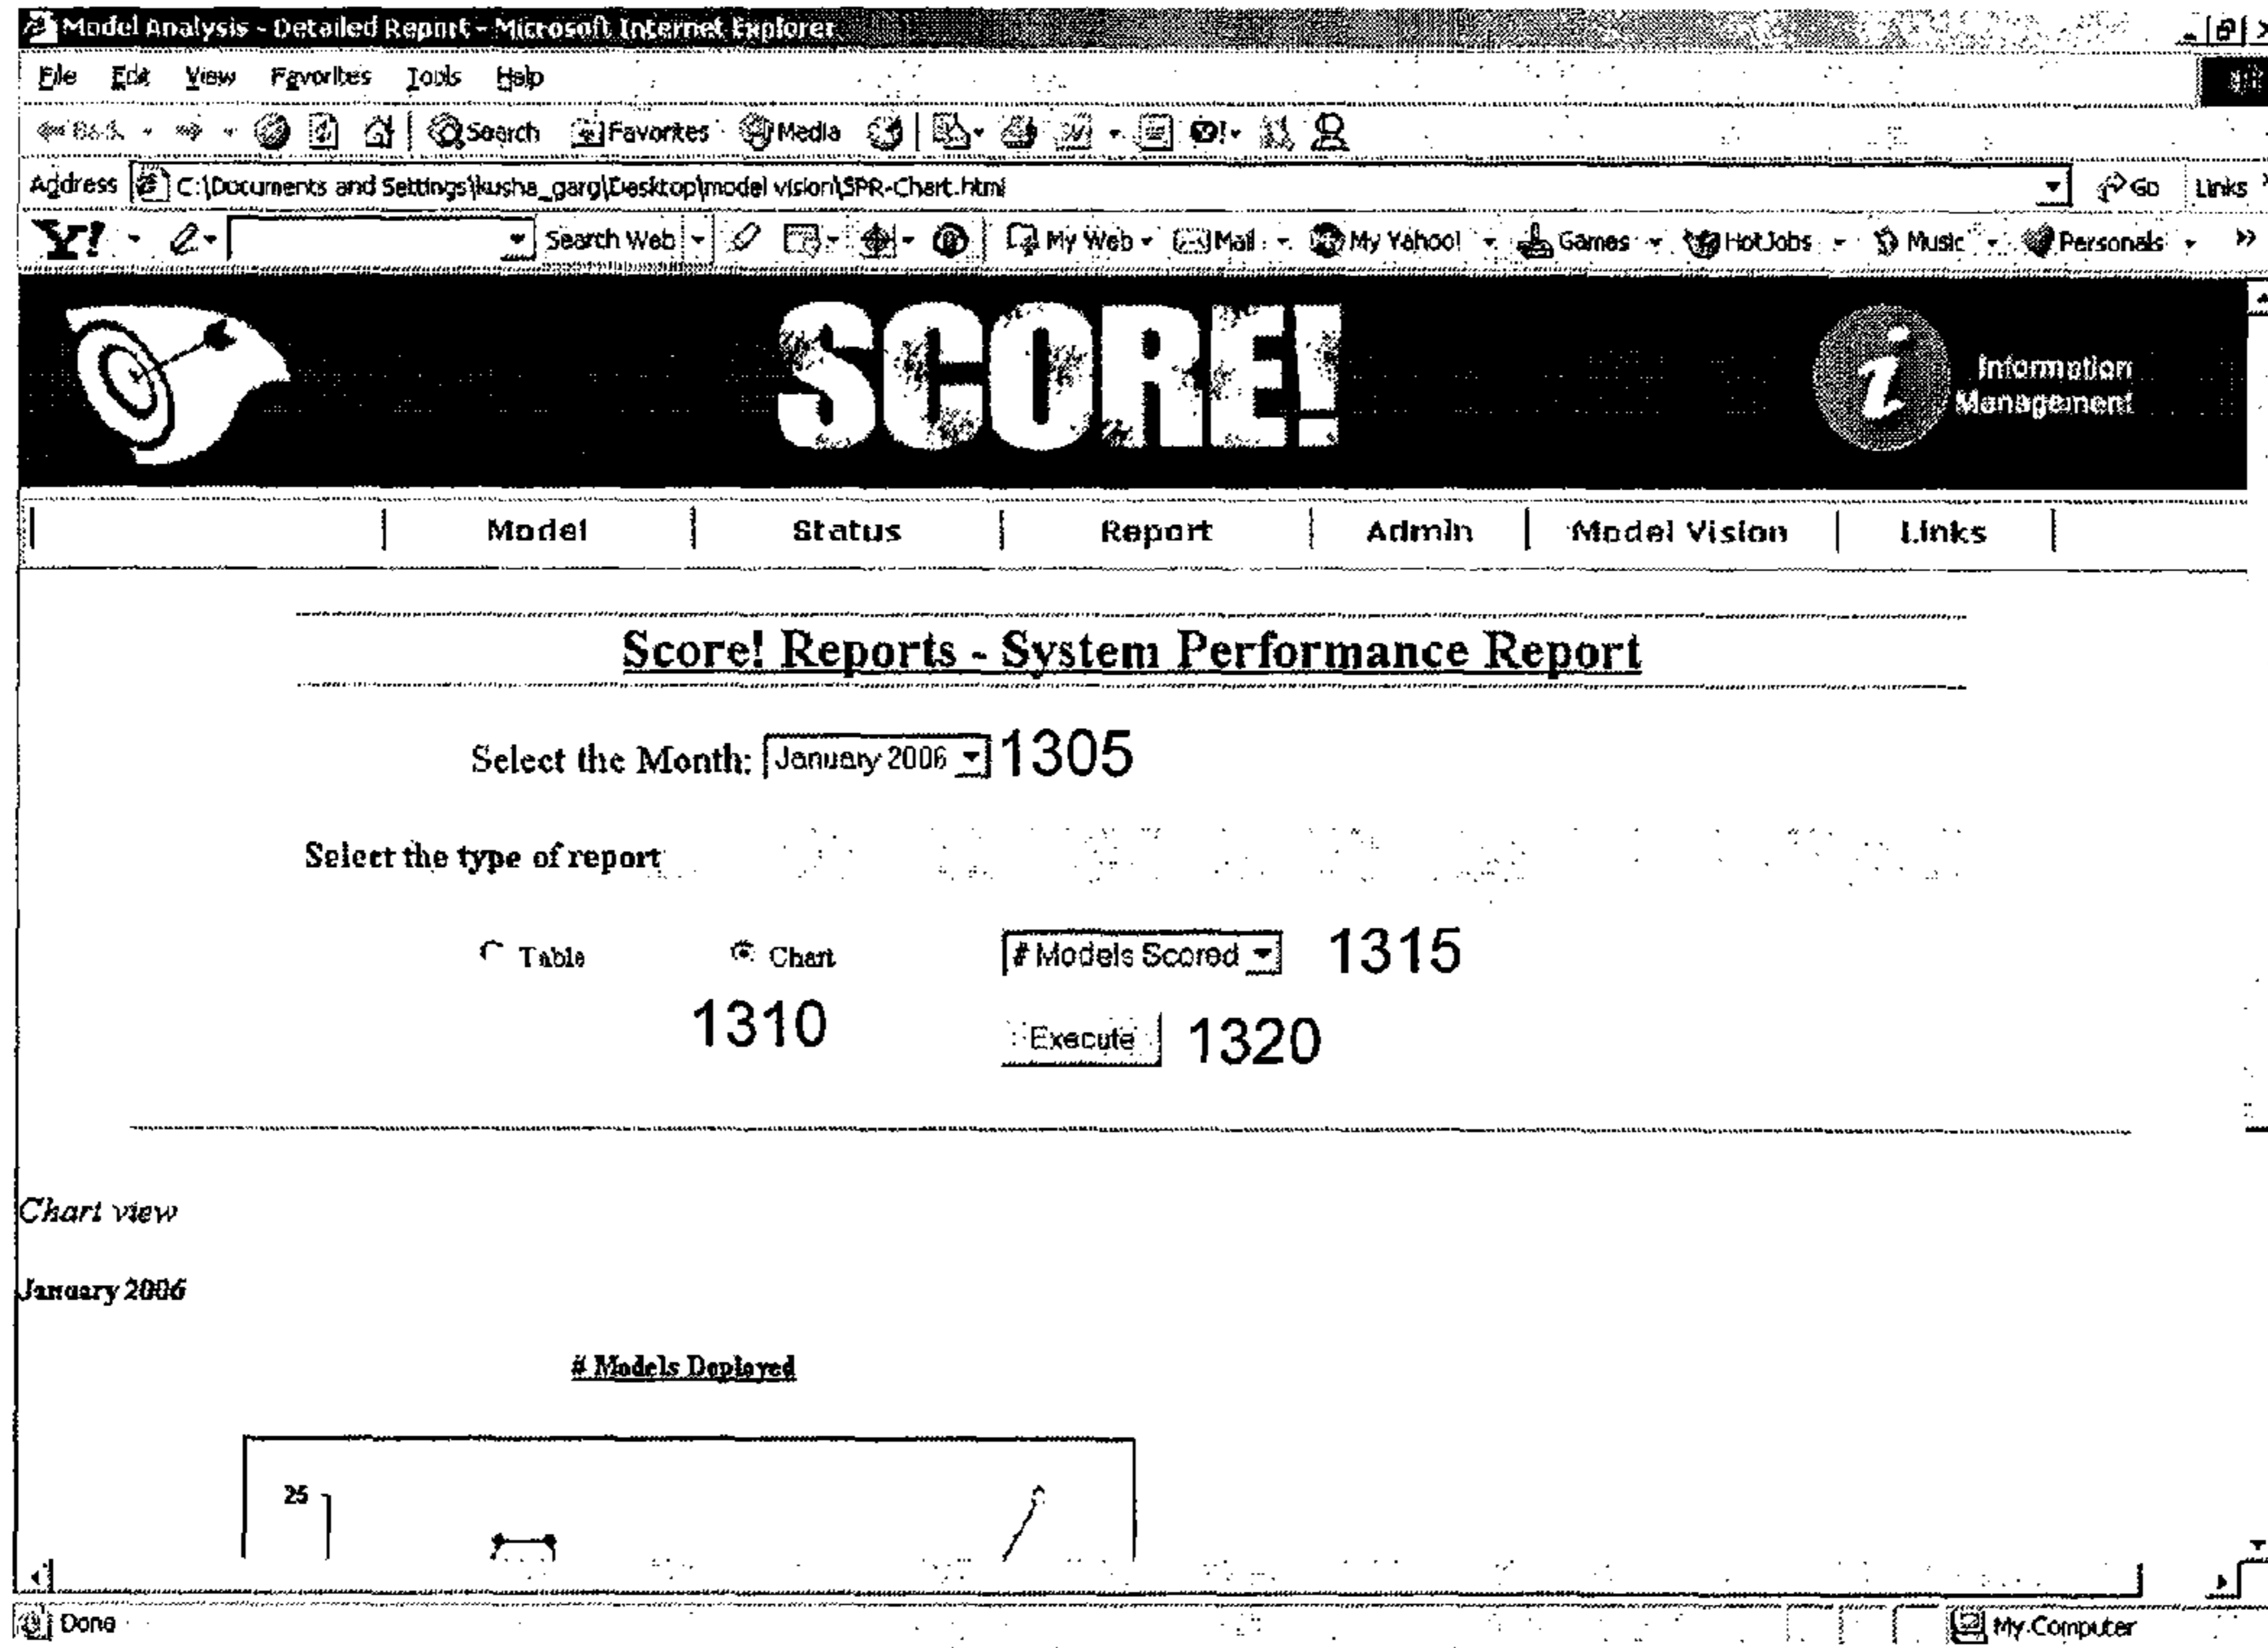 Model Analysis - Detailed Report - Microsoft Internet Explorer
File Edit View Favorites Tools Help
Back Search Favorites Media
Address C:\Documents and Settings\kusha_garg\Desktop\model vision\SPR-Chart.html Go Links
Y! Search Web My Web Mail My Yahoo! Games HotJobs Music Personals »
SCORE!
i Information
Management
Model Status Report Admin Model Vision Links
Score! Reports - System Performance Report
Select the Month: January 2006 1305
Select the type of report
Table Chart # Models Scored 1315
1310 Execute 1320
Chart view
January 2006
# Models Deployed
25
Done My Computer